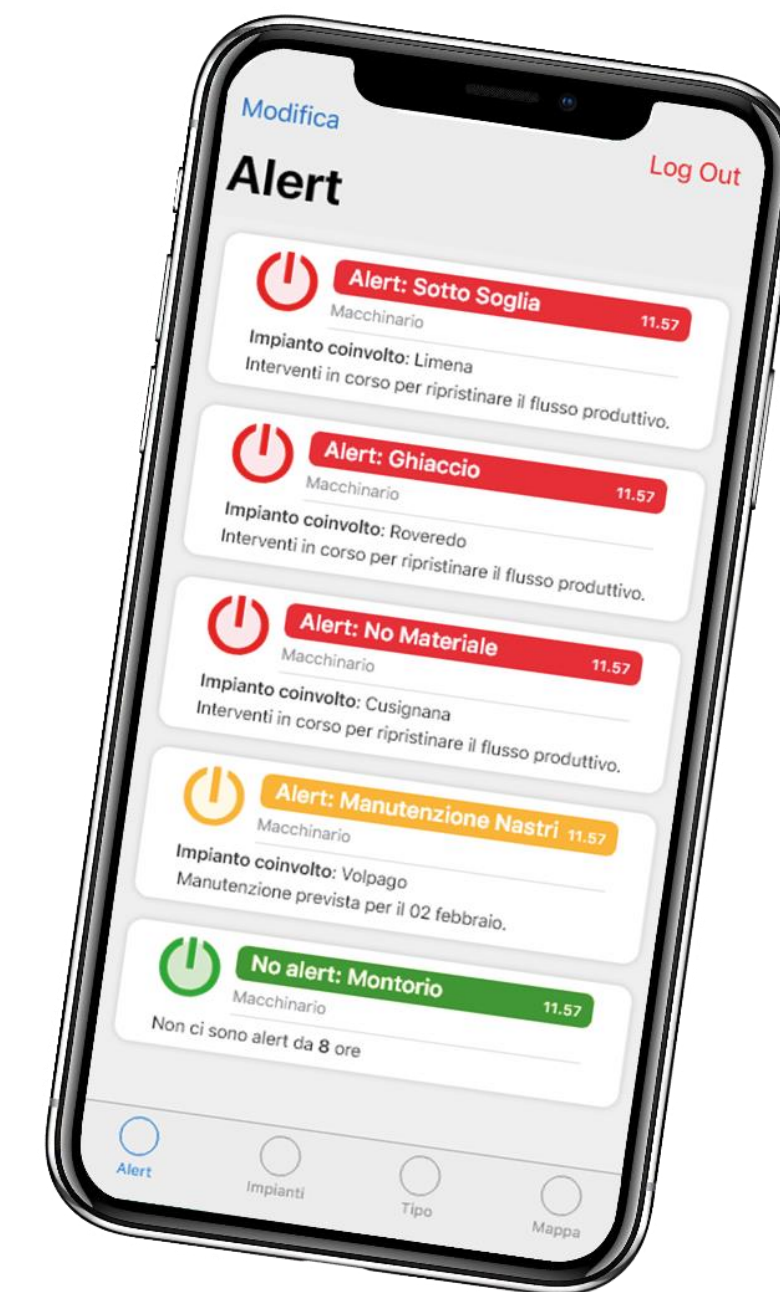 Modifica
Log Out
Alert
Alert: Sotto Soglia 11.57
Macchinario
Impianto coinvolto: Limena
Interventi in corso per ripristinare il flusso produttivo.
Alert: Ghiaccio 11.57
Macchinario
Impianto coinvolto: Roveredo
Interventi in corso per ripristinare il flusso produttivo.
Alert: No Materiale 11.57
Macchinario
Impianto coinvolto: Cusignana
Interventi in corso per ripristinare il flusso produttivo.
Alert: Manutenzione Nastri 11.57
Macchinario
Impianto coinvolto: Volpago
Manutenzione prevista per il 02 febbraio.
No alert: Montorio 11.57
Macchinario
Non ci sono alert da 8 ore
Alert Impianti Tipo Mappa